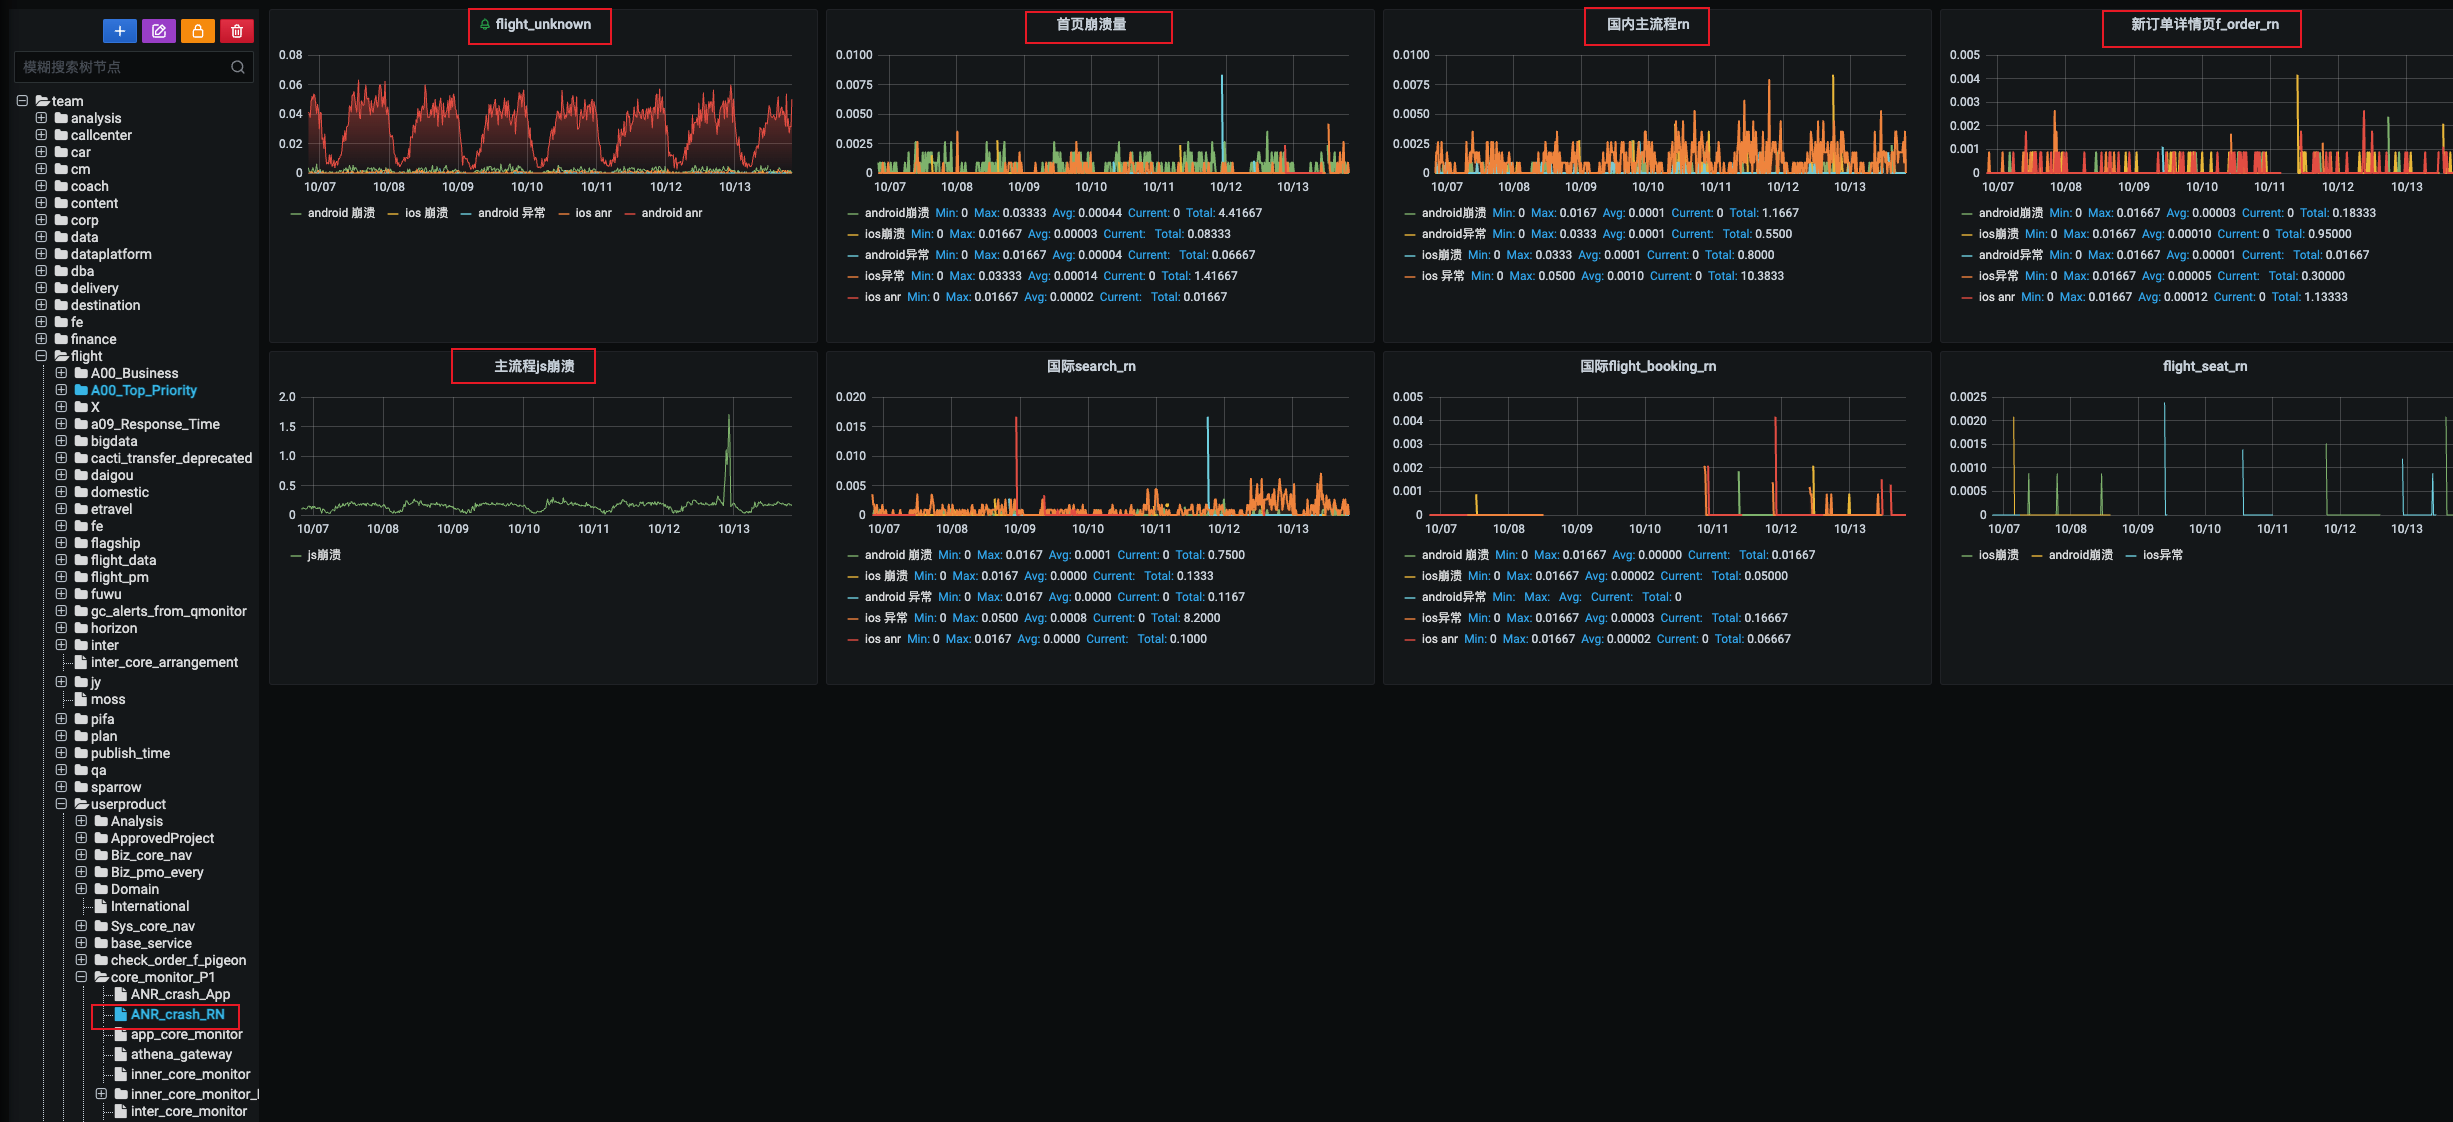 模糊搜索树节点
team
analysis
callcenter
car
cm
coach
content
corp
data
dataplatform
dba
delivery
destination
fe
finance
flight
A00_Business
A00_Top_Priority
X
a09_Response_Time
bigdata
cacti_transfer_deprecated
daigou
domestic
etravel
fe
flagship
flight_data
flight_pm
fuwu
gc_alerts_from_qmonitor
horizon
inter
inter_core_arrangement
jy
moss
pifa
plan
publish_time
qa
sparrow
userproduct
Analysis
ApprovedProject
Biz_core_nav
Biz_pmo_every
Domain
International
Sys_core_nav
base_service
check_order_f_pigeon
core_monitor_P1
ANR_crash_App
ANR_crash_RN
app_core_monitor
athena_gateway
inner_core_monitor
inner_core_monitor_
inter_core_monitor
flight_unknown
0.08
0.06
0.04
0.02
0
10/07 10/08 10/09 10/10 10/11 10/12 10/13
android 崩溃 ios 崩溃 android 异常 ios anr android anr
首页崩溃量
0.0100
0.0075
0.0050
0.0025
0
10/07 10/08 10/09 10/10 10/11 10/12 10/13
android崩溃 Min: 0 Max: 0.03333 Avg: 0.00044 Current: 0 Total: 4.41667
ios崩溃 Min: 0 Max: 0.01667 Avg: 0.00003 Current: Total: 0.08333
android异常 Min: 0 Max: 0.01667 Avg: 0.00004 Current: Total: 0.06667
ios异常 Min: 0 Max: 0.03333 Avg: 0.00014 Current: 0 Total: 1.41667
ios anr Min: 0 Max: 0.01667 Avg: 0.00002 Current: Total: 0.01667
国内主流程rn
0.0100
0.0075
0.0050
0.0025
0
10/07 10/08 10/09 10/10 10/11 10/12 10/13
android崩溃 Min: 0 Max: 0.0167 Avg: 0.0001 Current: 0 Total: 1.1667
android异常 Min: 0 Max: 0.0333 Avg: 0.0001 Current: Total: 0.5500
ios崩溃 Min: 0 Max: 0.0333 Avg: 0.0001 Current: 0 Total: 0.8000
ios 异常 Min: 0 Max: 0.0500 Avg: 0.0010 Current: 0 Total: 10.3833
新订单详情页f_order_rn
0.005
0.004
0.003
0.002
0.001
0
10/07 10/08 10/09 10/10 10/11 10/12 10/13
android崩溃 Min: 0 Max: 0.01667 Avg: 0.00003 Current: 0 Total: 0.18333
ios崩溃 Min: 0 Max: 0.01667 Avg: 0.00010 Current: 0 Total: 0.95000
android异常 Min: 0 Max: 0.01667 Avg: 0.00001 Current: 0 Total: 0.01667
ios异常 Min: 0 Max: 0.01667 Avg: 0.00005 Current: 0 Total: 0.30000
ios anr Min: 0 Max: 0.01667 Avg: 0.00012 Current: 0 Total: 1.13333
主流程js崩溃
2.0
1.5
1.0
0.5
0
10/07 10/08 10/09 10/10 10/11 10/12 10/13
js崩溃
国际search_rn
0.020
0.015
0.010
0.005
0
10/07 10/08 10/09 10/10 10/11 10/12 10/13
android 崩溃 Min: 0 Max: 0.0167 Avg: 0.0001 Current: 0 Total: 0.7500
ios 崩溃 Min: 0 Max: 0.0167 Avg: 0.0000 Current: Total: 0.1333
android 异常 Min: 0 Max: 0.0167 Avg: 0.0000 Current: Total: 0.1167
ios 异常 Min: 0 Max: 0.0500 Avg: 0.0008 Current: 0 Total: 8.2000
ios anr Min: 0 Max: 0.0167 Avg: 0.0000 Current: Total: 0.1000
国际flight_booking_rn
0.005
0.004
0.003
0.002
0.001
0
10/07 10/08 10/09 10/10 10/11 10/12 10/13
android 崩溃 Min: 0 Max: 0.01667 Avg: 0.00000 Current: Total: 0.01667
ios崩溃 Min: 0 Max: 0.01667 Avg: 0.00002 Current: Total: 0.05000
android异常 Min: Max: Avg: Current: Total: 0
ios异常 Min: 0 Max: 0.01667 Avg: 0.00003 Current: Total: 0.16667
ios anr Min: 0 Max: 0.01667 Avg: 0.00002 Current: 0 Total: 0.06667
flight_seat_rn
0.0025
0.0020
0.0015
0.0010
0.0005
0
10/07 10/08 10/09 10/10 10/11 10/12 10/13
ios崩溃 android崩溃 ios异常